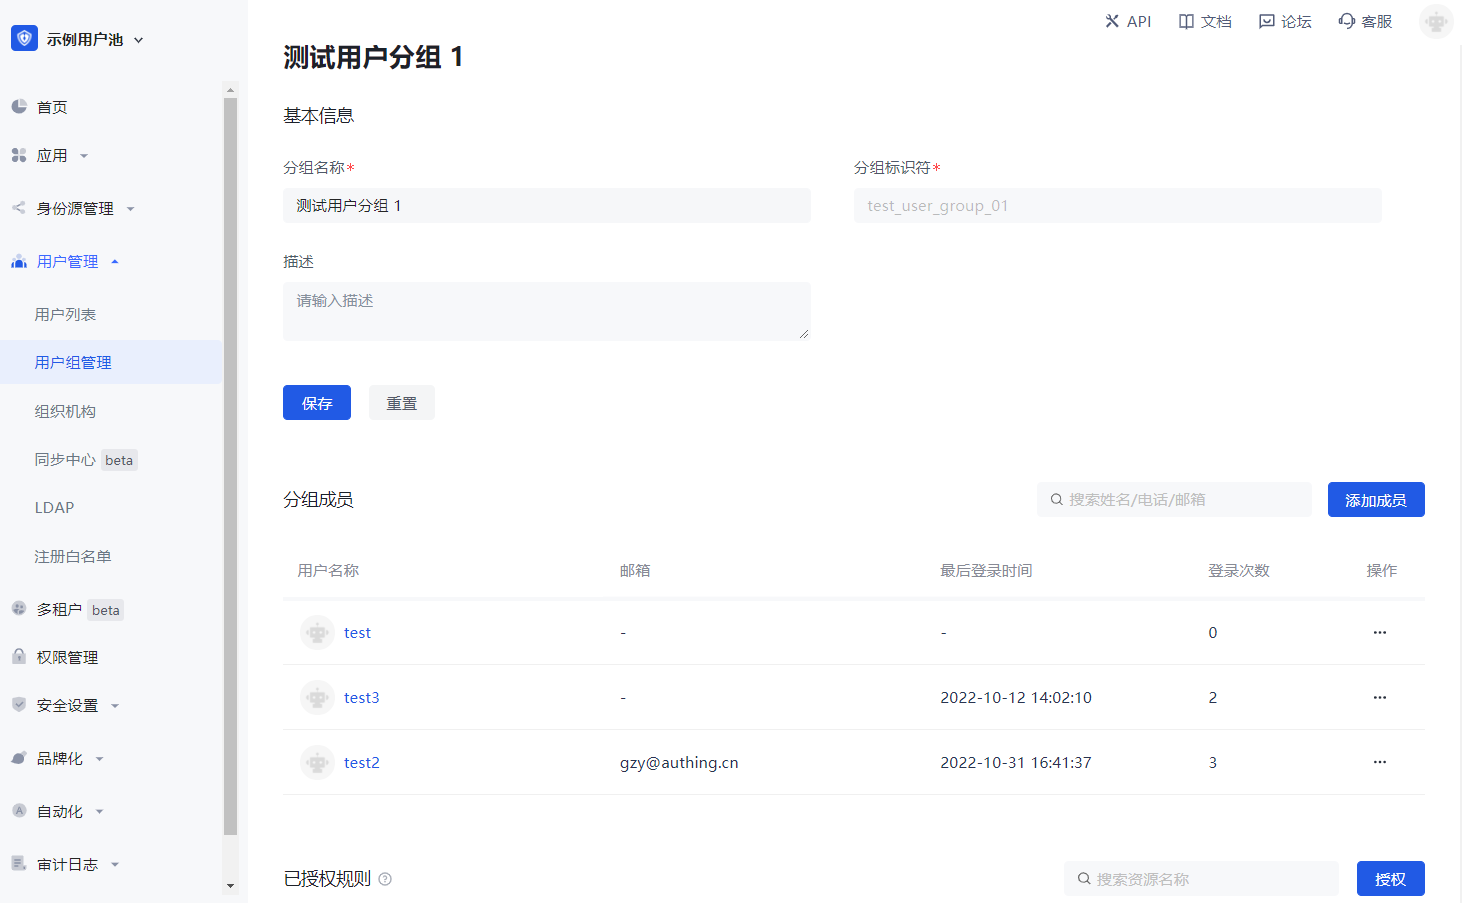 示例用户池
API
文档
论坛
客服
首页
应用
身份源管理
用户管理
用户列表
用户组管理
组织机构
同步中心 beta
LDAP
注册白名单
多租户 beta
权限管理
安全设置
品牌化
自动化
审计日志
测试用户分组 1
基本信息
分组名称*
分组标识符*
测试用户分组 1
test_user_group_01
描述
请输入描述
保存
重置
分组成员
搜索姓名/电话/邮箱
添加成员
用户名称 邮箱 最后登录时间 登录次数 操作
test - - 0 ···
test3 - 2022-10-12 14:02:10 2 ···
test2 gzy@authing.cn 2022-10-31 16:41:37 3 ···
已授权规则
搜索资源名称
授权